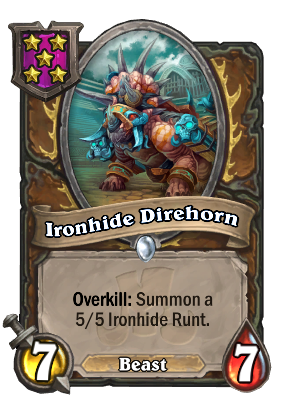 Ironhide Direhorn
Overkill: Summon a
5/5 Ironhide Runt.
7
Beast
7